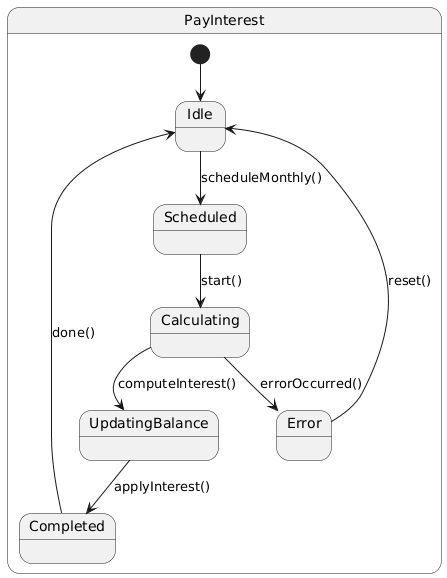 PayInterest
Idle
scheduleMonthly()
Scheduled
start()
reset()
Calculating
done()
computeInterest()
errorOccurred()
UpdatingBalance
Error
applyInterest()
Completed